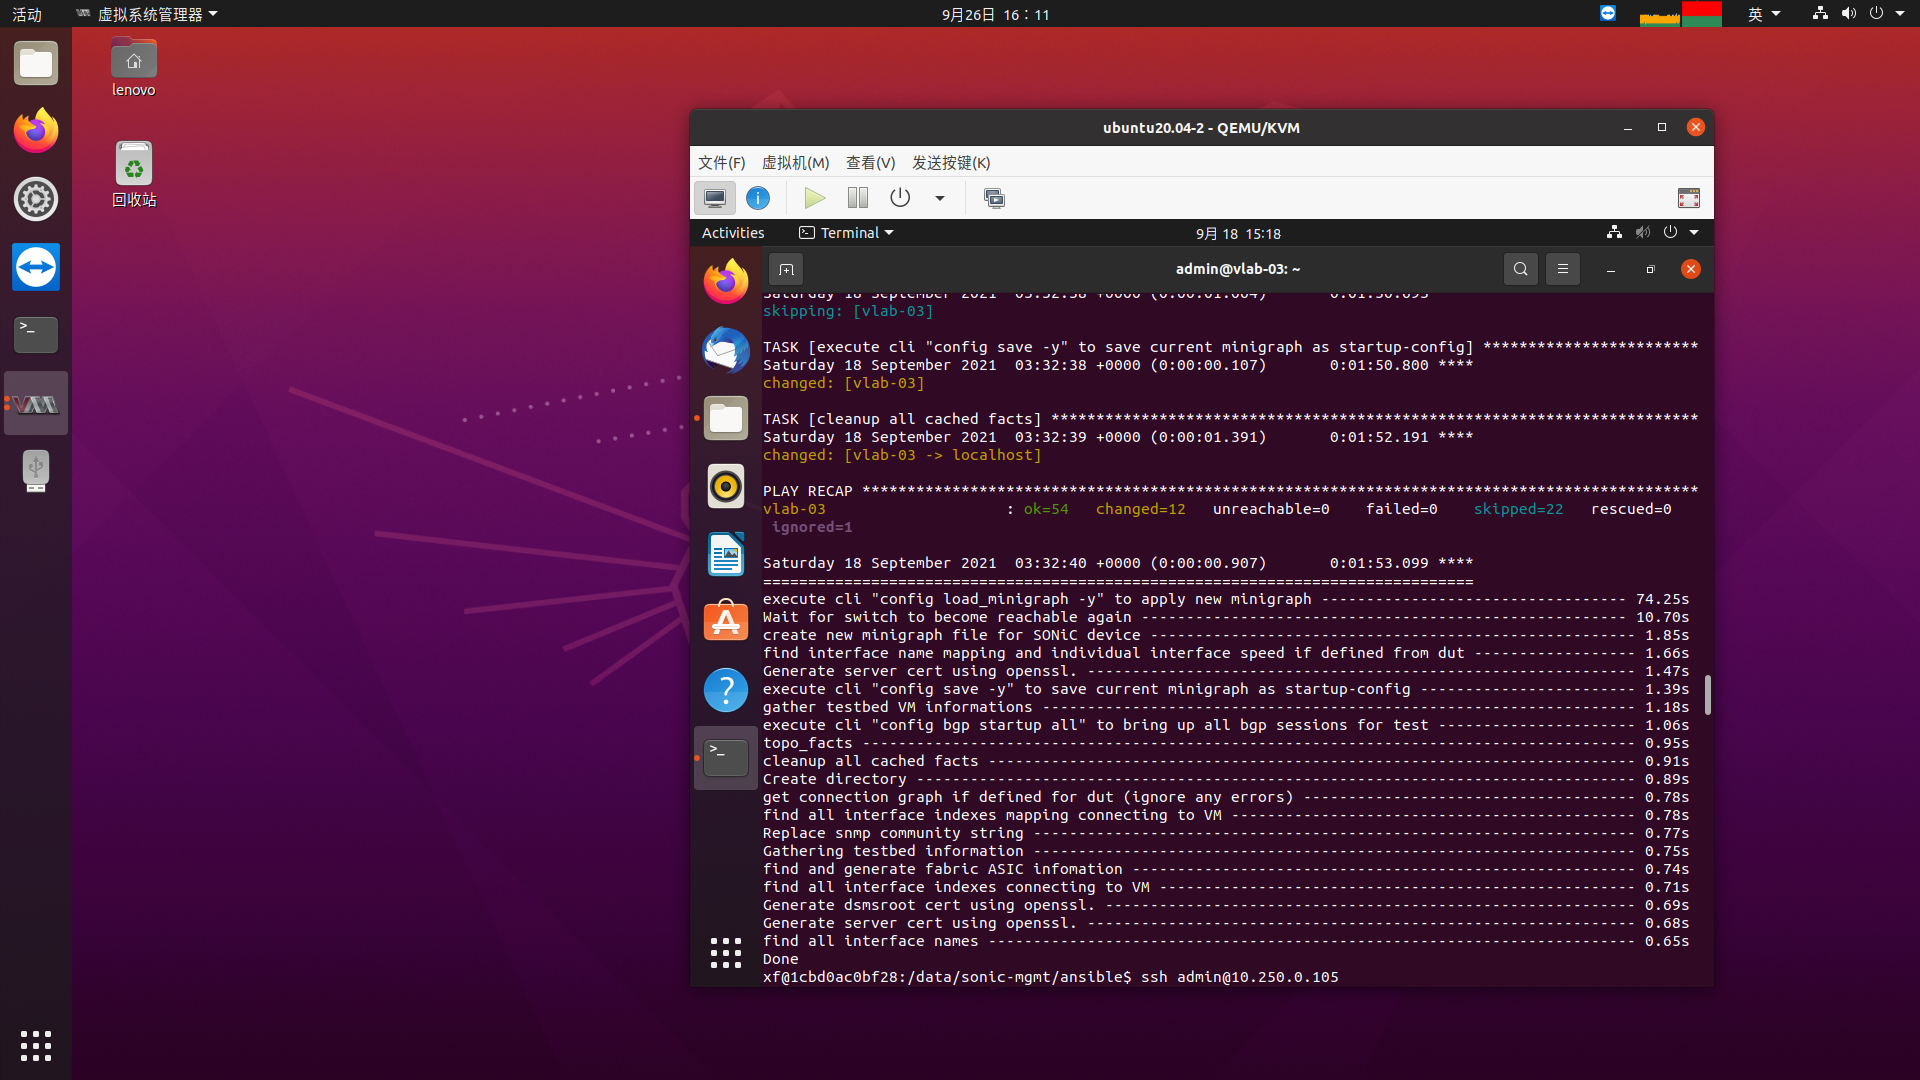 活动
虚拟系统管理器
9月26日 16：11
英
lenovo
回收站
ubuntu20.04-2 - QEMU/KVM
文件(F) 虚拟机(M) 查看(V) 发送按键(K)
Activities
Terminal
9月 18 15:18
admin@vlab-03: ~
Saturday 18 September 2021  03:32:38 +0000 (0:00:01.064)       0:01:50.693
skipping: [vlab-03]
TASK [execute cli "config save -y" to save current minigraph as startup-config] ************************
Saturday 18 September 2021  03:32:38 +0000 (0:00:00.107)       0:01:50.800 ****
changed: [vlab-03]
TASK [cleanup all cached facts] ************************************************************************
Saturday 18 September 2021  03:32:39 +0000 (0:00:01.391)       0:01:52.191 ****
changed: [vlab-03 -> localhost]
PLAY RECAP *********************************************************************************************
vlab-03                    : ok=54   changed=12   unreachable=0    failed=0    skipped=22   rescued=0
ignored=1
Saturday 18 September 2021  03:32:40 +0000 (0:00:00.907)       0:01:53.099 ****
===============================================================================
execute cli "config load_minigraph -y" to apply new minigraph ---------------------------------- 74.25s
Wait for switch to become reachable again ------------------------------------------------------ 10.70s
create new minigraph file for SONiC device ------------------------------------------------------ 1.85s
find interface name mapping and individual interface speed if defined from dut ------------------ 1.66s
Generate server cert using openssl. ------------------------------------------------------------- 1.47s
execute cli "config save -y" to save current minigraph as startup-config ------------------------ 1.39s
gather testbed VM informations ------------------------------------------------------------------ 1.18s
execute cli "config bgp startup all" to bring up all bgp sessions for test ---------------------- 1.06s
topo_facts -------------------------------------------------------------------------------------- 0.95s
cleanup all cached facts ------------------------------------------------------------------------ 0.91s
Create directory -------------------------------------------------------------------------------- 0.89s
get connection graph if defined for dut (ignore any errors) ------------------------------------- 0.78s
find all interface indexes mapping connecting to VM --------------------------------------------- 0.78s
Replace snmp community string ------------------------------------------------------------------- 0.77s
Gathering testbed information ------------------------------------------------------------------- 0.75s
find and generate fabric ASIC infomation -------------------------------------------------------- 0.74s
find all interface indexes connecting to VM ----------------------------------------------------- 0.71s
Generate dsmsroot cert using openssl. ----------------------------------------------------------- 0.69s
Generate server cert using openssl. ------------------------------------------------------------- 0.68s
find all interface names ------------------------------------------------------------------------ 0.65s
Done
xf@1cbd0ac0bf28:/data/sonic-mgmt/ansible$ ssh admin@10.250.0.105